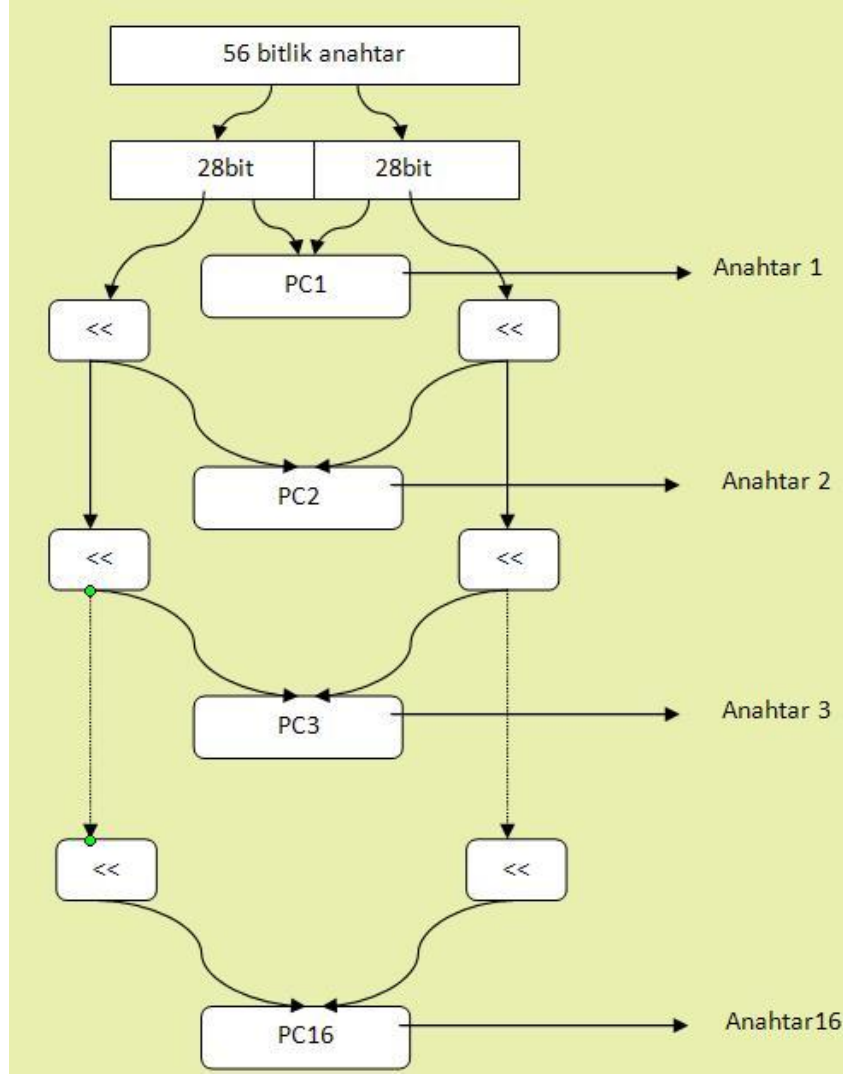 56 bitlik anahtar
28bit 28bit
PC1 Anahtar 1
<< <<
PC2 Anahtar 2
<< <<
PC3 Anahtar 3
<< <<
PC16 Anahtar16